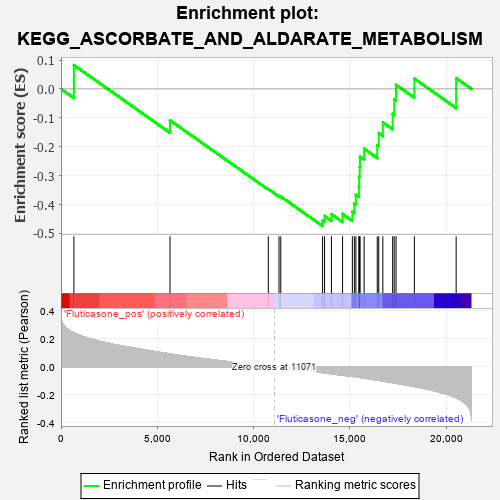 Enrichment plot:
KEGG_ASCORBATE_AND_ALDARATE_METABOLISM
Enrichment score (ES)
0.1
0.0
-0.1
-0.2
-0.3
-0.4
-0.5
'Fluticasone_pos' (positively correlated)
Ranked list metric (Pearson)
0.4
0.2
0.0
-0.2
-0.4
Zero cross at 11071
'Fluticasone_neg' (negatively correlated)
0
5,000
10,000
15,000
20,000
Rank in Ordered Dataset
Enrichment profile
Hits
Ranking metric scores